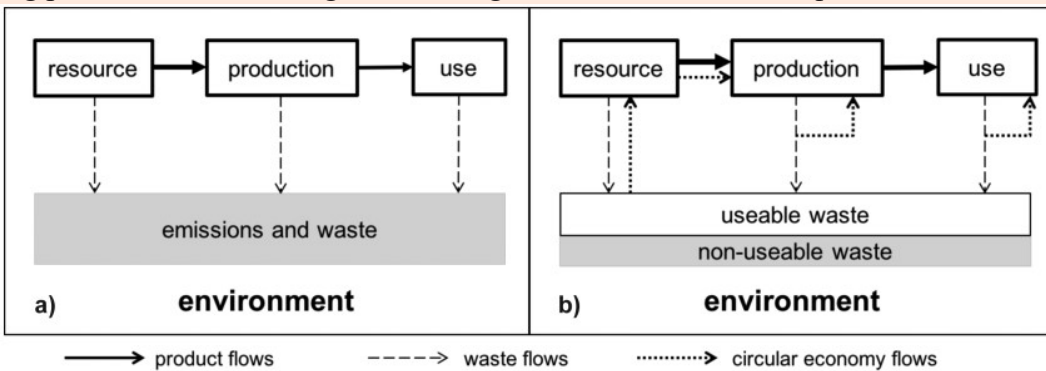 resource
production
use
emissions and waste
a)
environment
resource
production
use
useable waste
non-useable waste
b)
environment
product flows
waste flows
circular economy flows